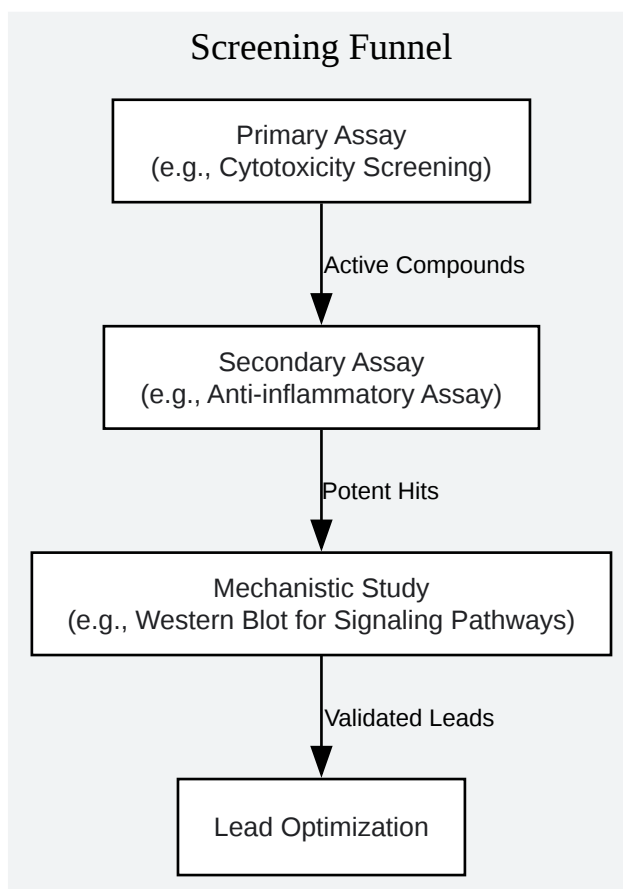 Screening Funnel
Primary Assay
(e.g., Cytotoxicity Screening)
Active Compounds
Secondary Assay
(e.g., Anti-inflammatory Assay)
Potent Hits
Mechanistic Study
(e.g., Western Blot for Signaling Pathways)
Validated Leads
Lead Optimization